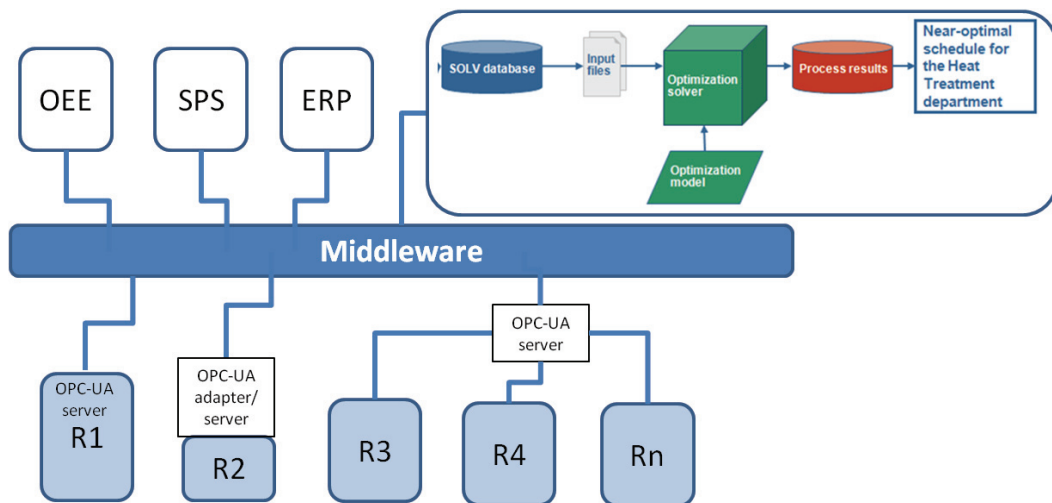 OEE
SPS
ERP
SOLV database
Input
files
Optimization
solver
Process results
Near-optimal
schedule for
the Heat
Treatment
department
Optimization
model
Middleware
OPC-UA
server
R1
OPC-UA
adapter/
server
R2
OPC-UA
server
R3
R4
Rn